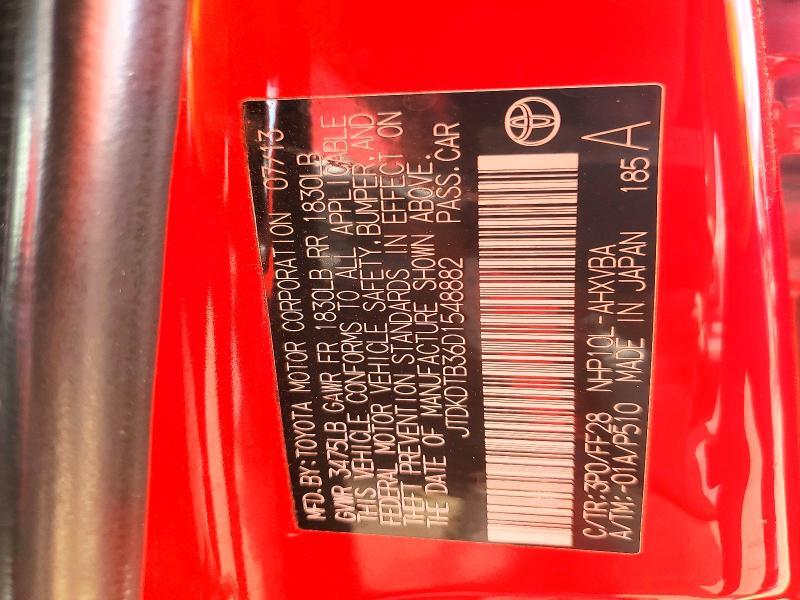 MFD.BY: TOYOTA MOTOR CORPORATION 07/13
GVWR 3475LB GAWR FR 1830LB RR 1830LB
THIS VEHICLE CONFORMS TO ALL APPLICABLE
FEDERAL MOTOR VEHICLE SAFETY, BUMPER, AND
THEFT PREVENTION STANDARDS IN EFFECT ON
THE DATE OF MANUFACTURE SHOWN ABOVE.
JTDKDTB36D1548882 PASS. CAR
C/TR: 3P0/FF28 NHP10L-AHXVBA 185 A
A/TM: -01A/P510 MADE IN JAPAN